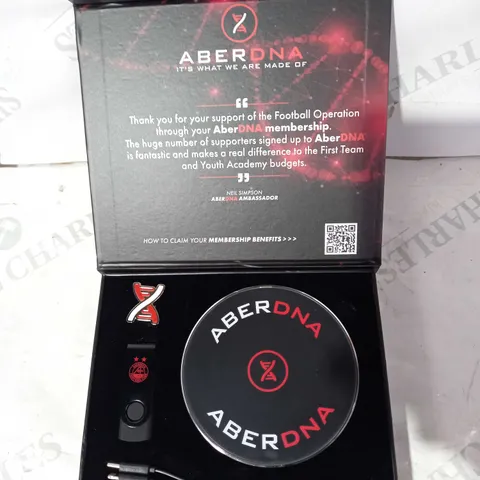 ABERDNA
IT'S WHAT WE ARE MADE OF
“
Thank you for your support of the Football Operation
through your AberDNA membership.
The huge number of supporters signed up to AberDNA
is fantastic and makes a real difference to the First Team
and Youth Academy budgets.
”
NEIL SIMPSON
ABERDNA AMBASSADOR
HOW TO CLAIM YOUR MEMBERSHIP BENEFITS >>>
ABERDNA
ABERDNA